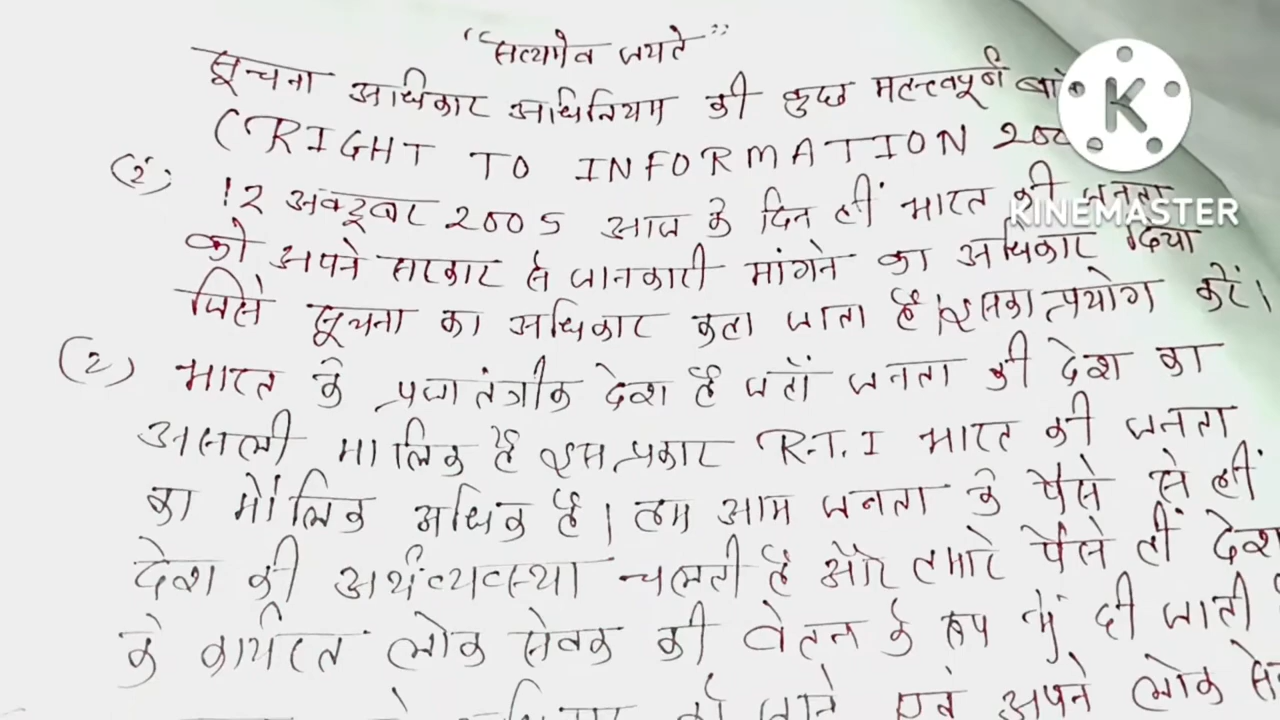 “सत्यमेव जयते”
सूचना अधिकार अधिनियम की कुछ महत्त्वपूर्ण
(RIGHT TO INFORMATION
(1) 12 अक्टूबर 2005 आज के दिन हीं भारत की जनता
को अपने सरकार से जानकारी मांगने का अधिकार दिया
जिसे सूचना का अधिकार कहा जाता है। इसका प्रयोग करें।
(2) भारत के प्रजातंत्रीक देश है जहाँ जनता की देश का
असली मालिक है इस प्रकार R.T.I भारत की जनता
का मौलिक अधिक है। हम आम जनता के पैसे से हीं
देश की अर्थव्यवस्था चलती है और हमारे पैसे हीं देश
के कार्यरत लोक सेवक की वेतन के रूप में दी जाती
एवं अपने लोक
K
KINEMASTER